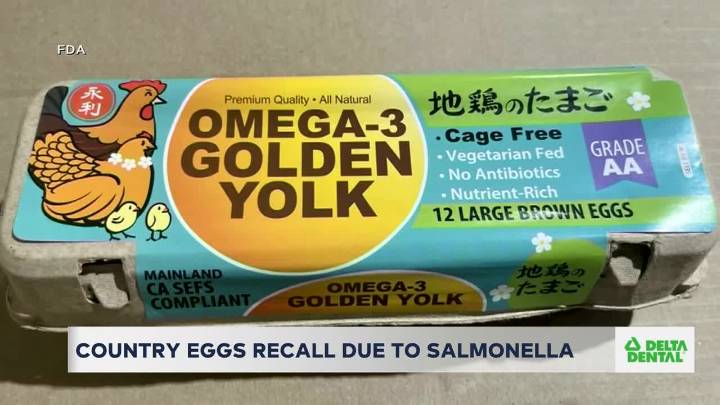 FDA
永
利
Premium Quality • All Natural
OMEGA-3
GOLDEN
YOLK
地鶏のたまご
• Cage Free
• Vegetarian Fed
• No Antibiotics
• Nutrient-Rich
GRADE
AA
12 LARGE BROWN EGGS
MAINLAND
CA SEFS
COMPLIANT
OMEGA-3
GOLDEN YOLK
地鶏の
たまご
COUNTRY EGGS RECALL DUE TO SALMONELLA
DELTA
DENTAL